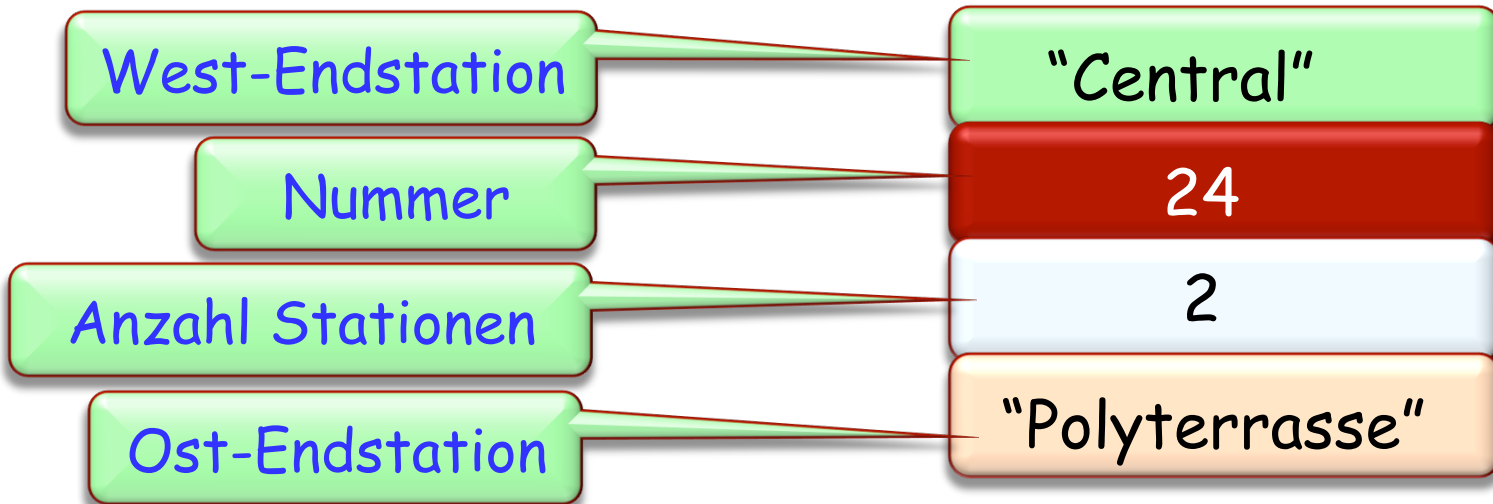 West-Endstation
“Central”
Nummer
24
Anzahl Stationen
2
Ost-Endstation
“Polyterrasse”